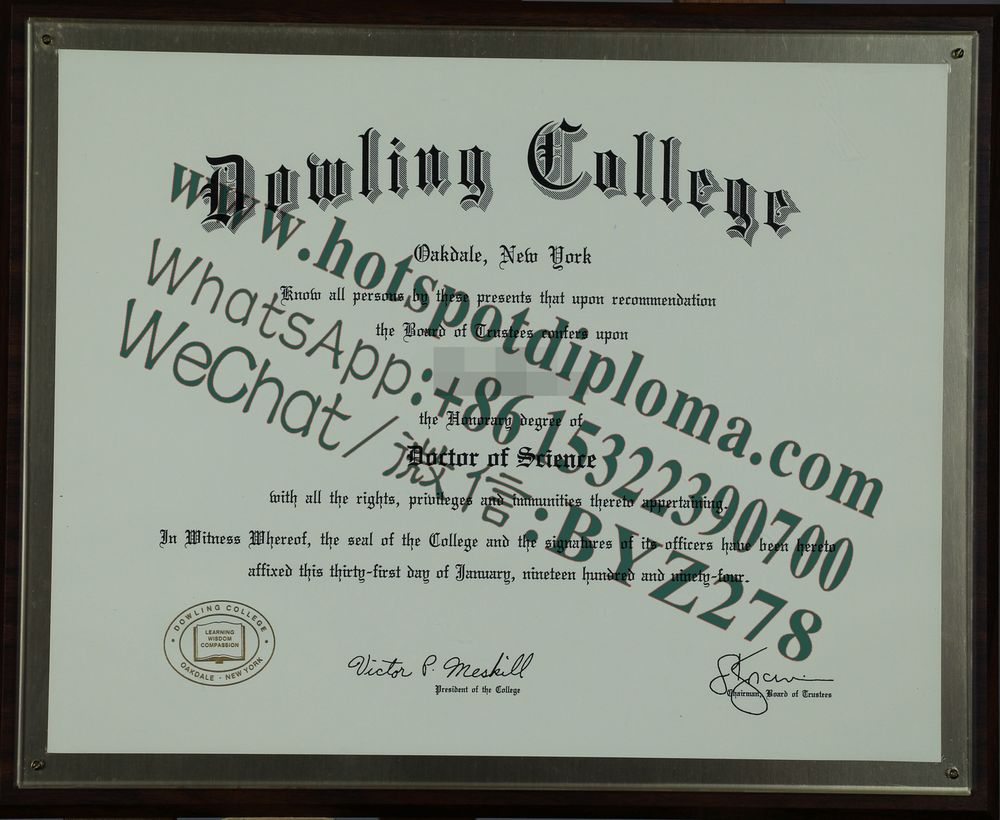 Dowling College
Oakdale, New York
Know all persons by these presents that upon recommendation
the Board of Trustees confers upon
the Honorary degree of
Doctor of Science
with all the rights, privileges and immunities thereto appertaining.
In Witness Whereof, the seal of the College and the signatures of its officers have been hereto
affixed this thirty-first day of January, nineteen hundred and ninety-four.
DOWLING COLLEGE
LEARNING
WISDOM
COMPASSION
OAKDALE · NEW YORK
Victor P. Meskill
President of the College
Chairman, Board of Trustees
www.hotspotdiploma.com
WhatsApp:+86 15322390700
WeChat/微信:BYZ278